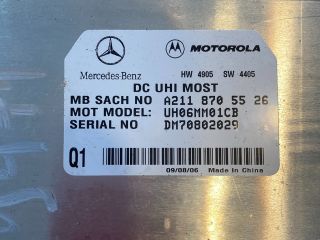 Mercedes-Benz
MOTOROLA
HW 4905 SW 4405
DC UHI MOST
MB SACH NO A211 870 55 26
MOT MODEL: UH06MM01CB
SERIAL NO DM70802029
Q1
09/08/06 Made in China